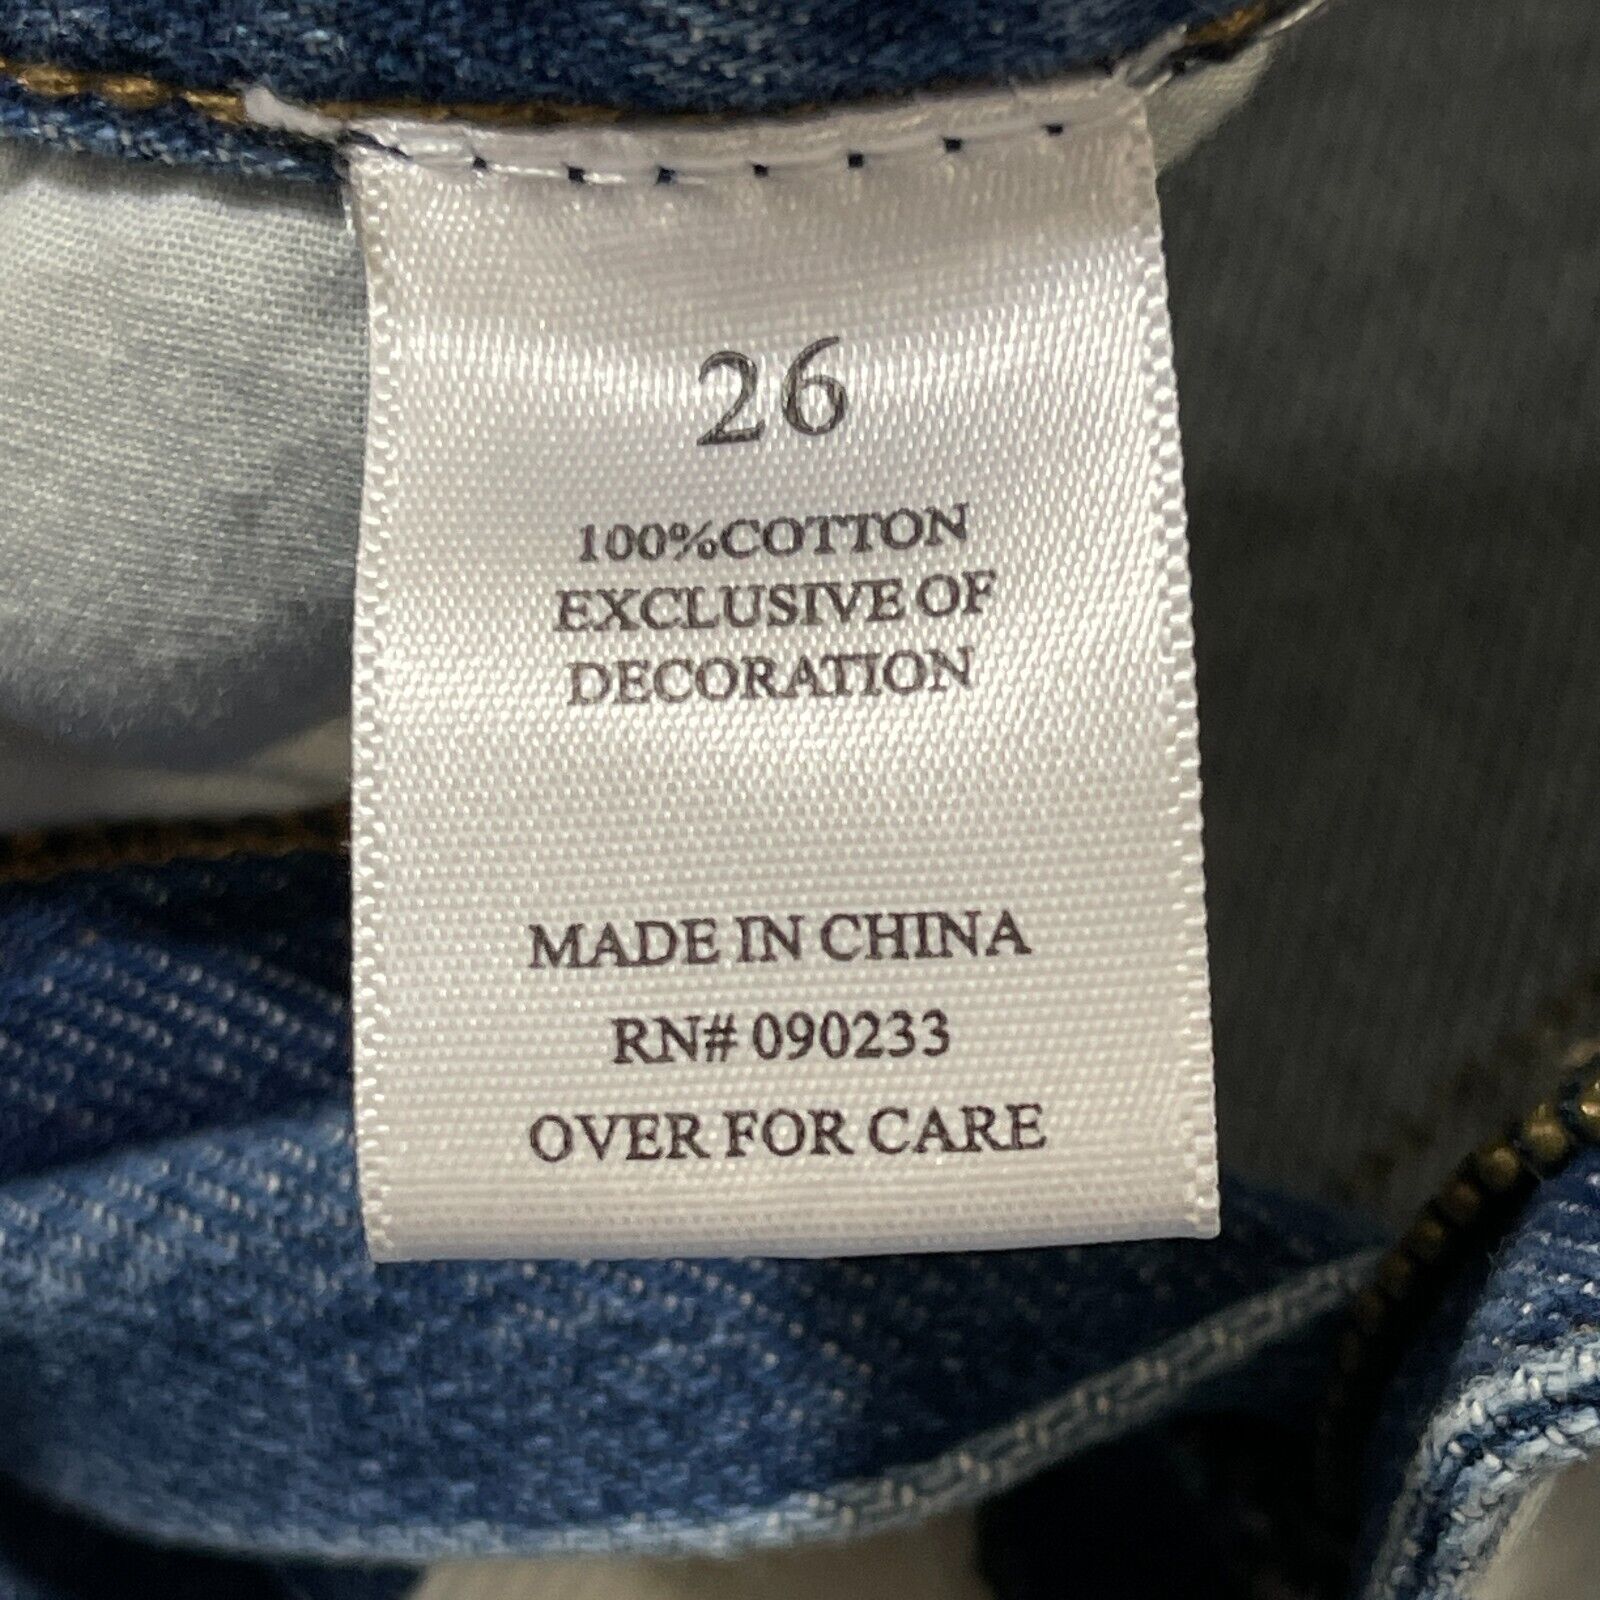 26
100%COTTON
EXCLUSIVE OF
DECORATION
MADE IN CHINA
RN# 090233
OVER FOR CARE